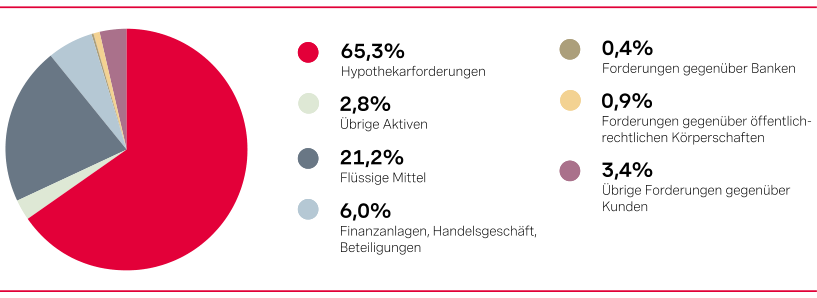 65,3%
Hypothekarforderungen
2,8%
Übrige Aktiven
21,2%
Flüssige Mittel
6,0%
Finanzanlagen, Handelsgeschäft,
Beteiligungen
0,4%
Forderungen gegenüber Banken
0,9%
Forderungen gegenüber öffentlich-
rechtlichen Körperschaften
3,4%
Übrige Forderungen gegenüber
Kunden